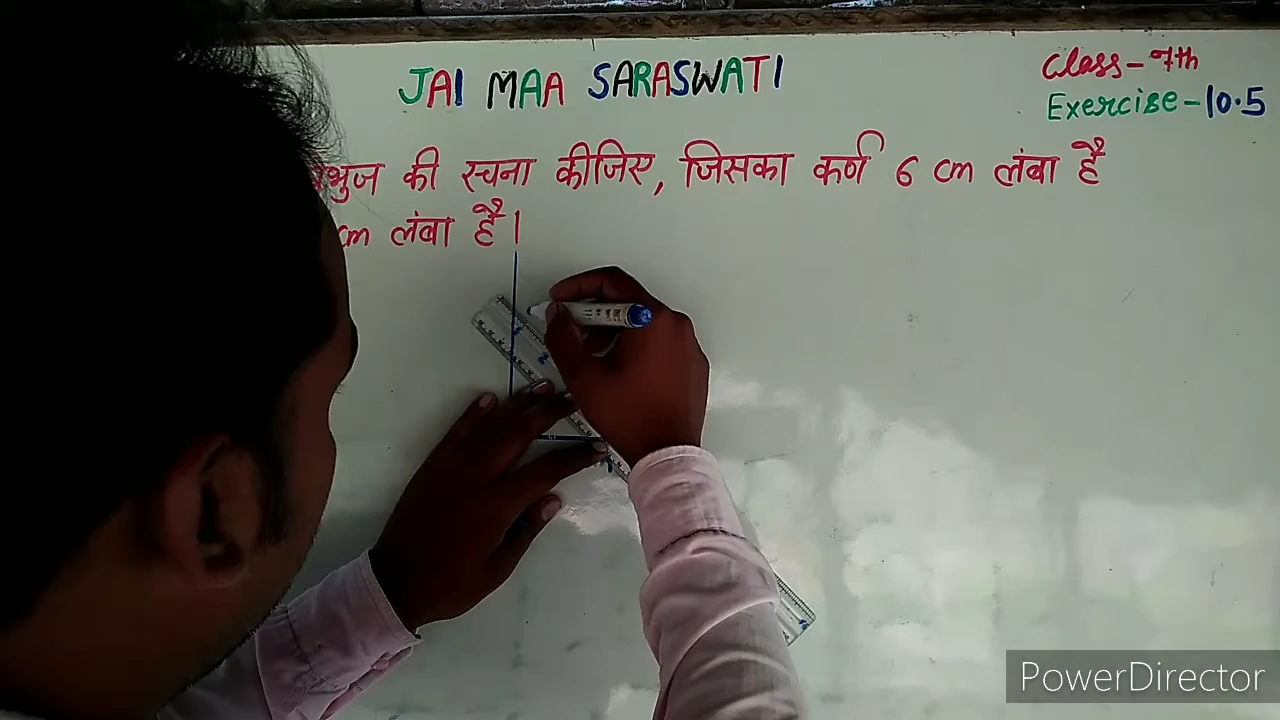 JAI MAA SARASWATI
Class-7th
Exercise-10.5
की रचना कीजिए, जिसका कर्ण 6 cm लंबा है
cm लंबा है।
PowerDirector